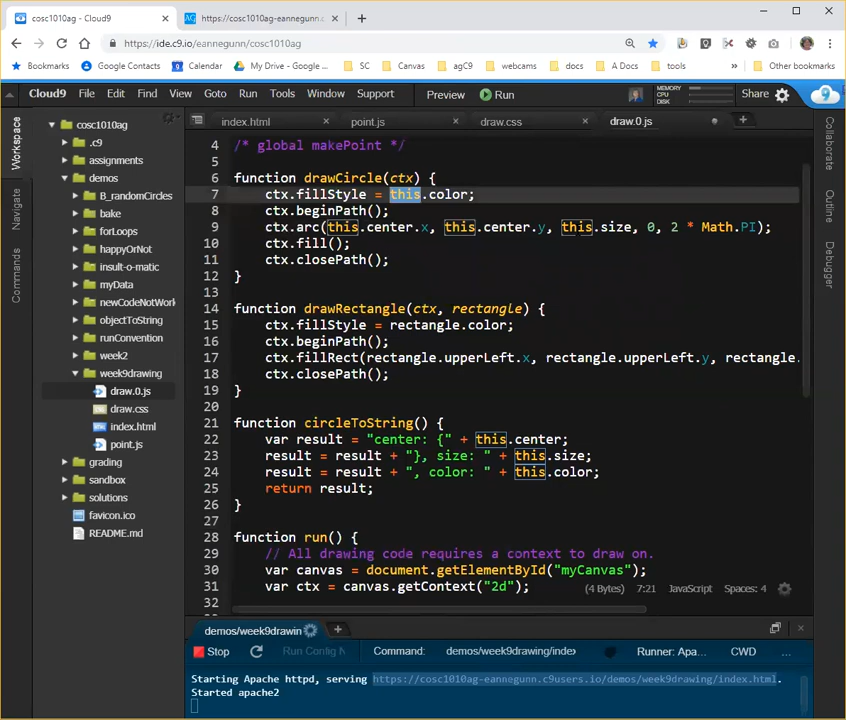 cosc1010ag - Cloud9
https://cosc1010ag-eannegunn.c
https://ide.c9.io/eannegunn/cosc1010ag
Bookmarks
Google Contacts
Calendar
My Drive - Google ...
SC
Canvas
agC9
webcams
docs
A Docs
tools
»
Other bookmarks
Cloud9 File Edit Find View Goto Run Tools Window Support Preview Run
MEMORY
CPU
DISK
Share
Workspace
Navigate
Commands
cosc1010ag
.c9
assignments
demos
B_randomCircles
bake
forLoops
happyOrNot
insult-o-matic
myData
newCodeNotWork
objectToString
runConvention
week2
week9drawing
draw.0.js
draw.css
index.html
point.js
grading
sandbox
solutions
favicon.ico
README.md
index.html
point.js
draw.css
draw.0.js
4 /* global makePoint */
5
6 function drawCircle(ctx) {
7 ctx.fillStyle = this.color;
8 ctx.beginPath();
9 ctx.arc(this.center.x, this.center.y, this.size, 0, 2 * Math.PI);
10 ctx.fill();
11 ctx.closePath();
12 }
13
14 function drawRectangle(ctx, rectangle) {
15 ctx.fillStyle = rectangle.color;
16 ctx.beginPath();
17 ctx.fillRect(rectangle.upperLeft.x, rectangle.upperLeft.y, rectangle.
18 ctx.closePath();
19 }
20
21 function circleToString() {
22 var result = "center: {" + this.center;
23 result = result + "}, size: " + this.size;
24 result = result + ", color: " + this.color;
25 return result;
26 }
27
28 function run() {
29 // All drawing code requires a context to draw on.
30 var canvas = document.getElementById("myCanvas");
31 var ctx = canvas.getContext("2d");
32
(4 Bytes) 7:21 JavaScript Spaces: 4
Collaborate
Outline
Debugger
demos/week9drawin
Stop
Run Config N
Command:
demos/week9drawing/index
Runner: Apa...
CWD
...
Starting Apache httpd, serving https://cosc1010ag-eannegunn.c9users.io/demos/week9drawing/index.html.
Started apache2